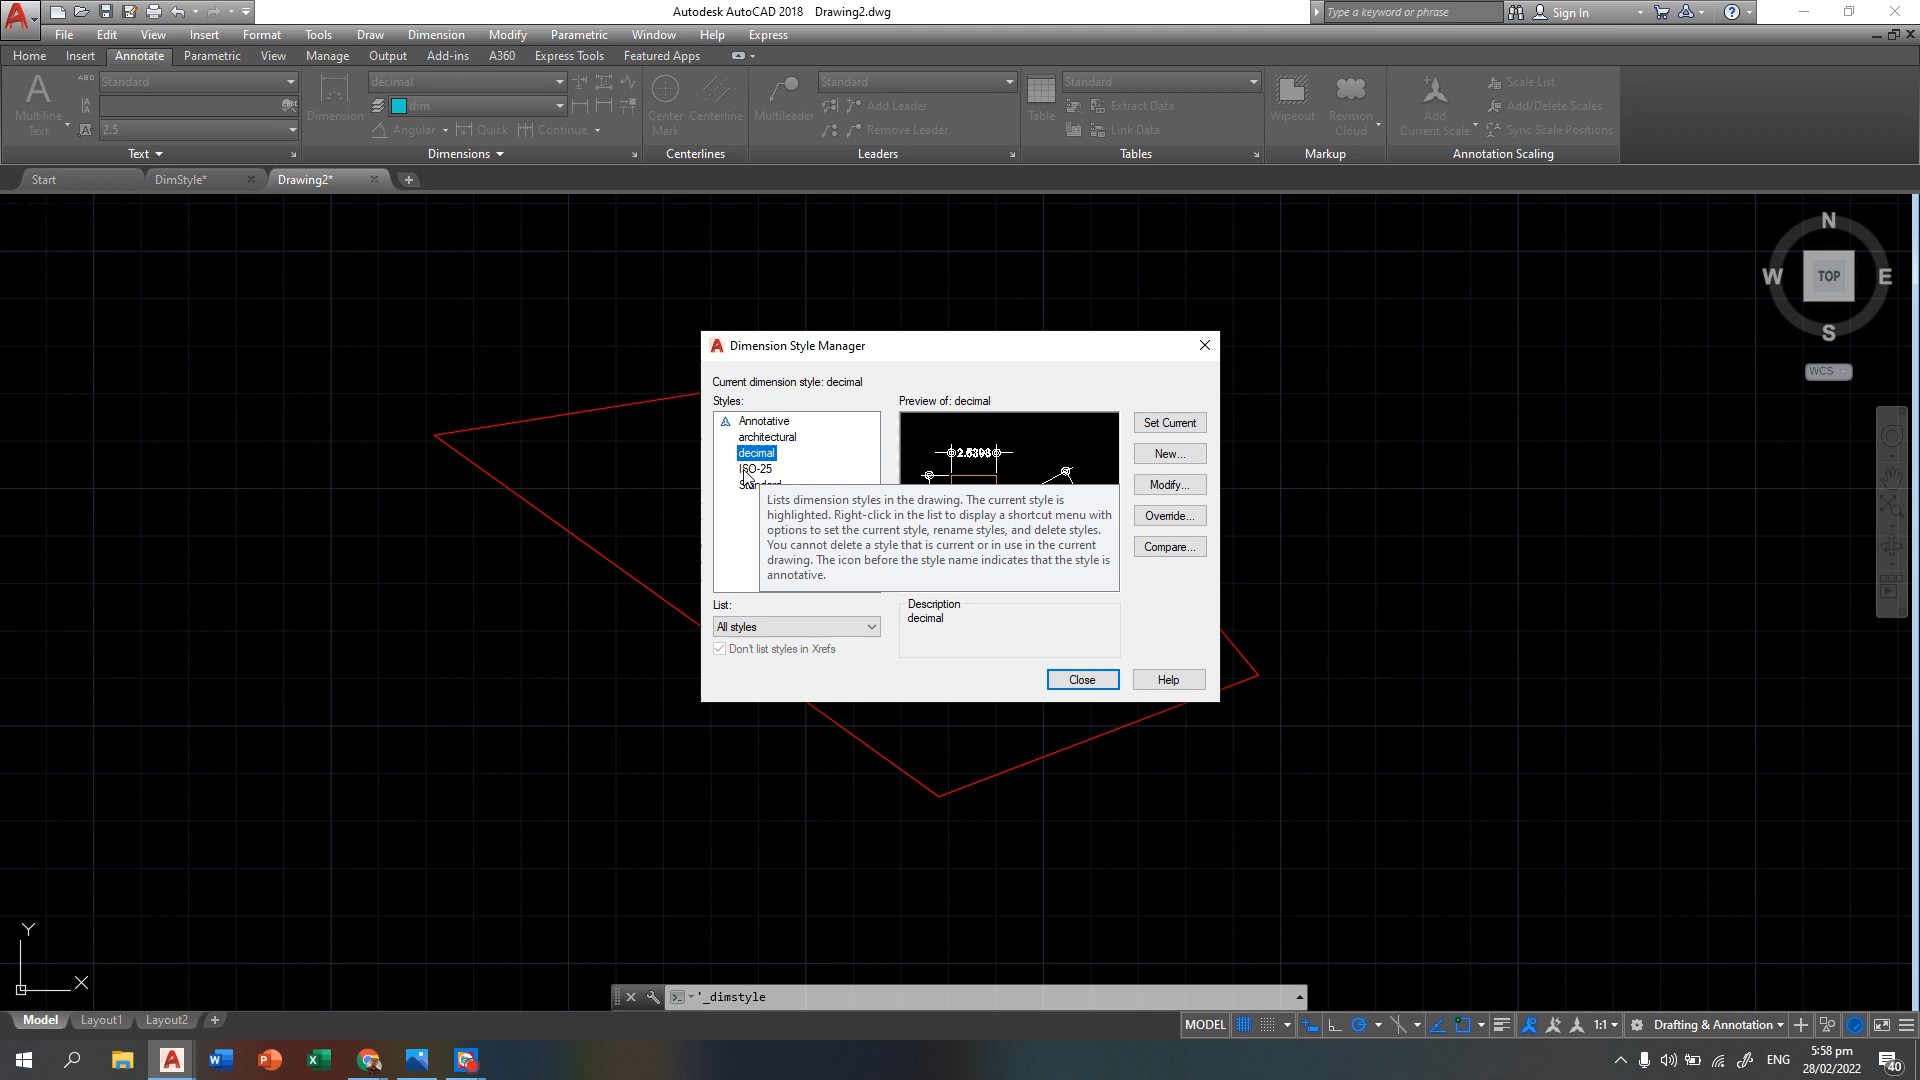 Autodesk AutoCAD 2018 Drawing2.dwg
Type a keyword or phrase
Sign In
File Edit View Insert Format Tools Draw Dimension Modify Parametric Window Help Express
Home Insert Annotate Parametric View Manage Output Add-ins A360 Express Tools Featured Apps
Multiline Text
ABC Standard
2.5
Text
Dimension
decimal
dim
Angular Quick Continue
Dimensions
Center Mark
Centerline
Centerlines
Multileader
Standard
Add Leader
Remove Leader
Leaders
Table
Standard
Extract Data
Link Data
Tables
Wipeout
Revision Cloud
Markup
Add Current Scale
Scale List
Add/Delete Scales
Sync Scale Positions
Annotation Scaling
Start DimStyle* Drawing2*
N
W TOP E
S
WCS
Dimension Style Manager
Current dimension style: decimal
Styles:
Annotative
architectural
decimal
ISO-25
Standard
Preview of: decimal
Set Current
New...
Modify...
Override...
Compare...
Lists dimension styles in the drawing. The current style is
highlighted. Right-click in the list to display a shortcut menu with
options to set the current style, rename styles, and delete styles.
You cannot delete a style that is current or in use in the current
drawing. The icon before the style name indicates that the style is
annotative.
List:
All styles
Don't list styles in Xrefs
Description
decimal
Close Help
Y
X
'_dimstyle
Model Layout1 Layout2
MODEL 1:1 Drafting & Annotation
ENG
5:58 pm
28/02/2022
40